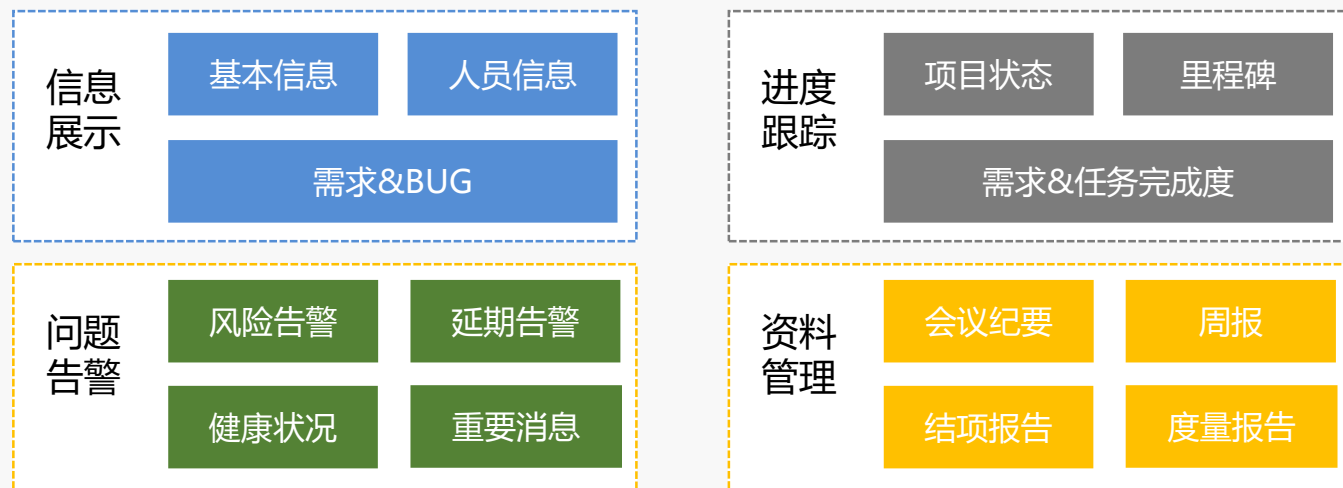 信息
展示
基本信息
人员信息
需求&BUG
进度
跟踪
项目状态
里程碑
需求&任务完成度
问题
告警
风险告警
延期告警
健康状况
重要消息
资料
管理
会议纪要
周报
结项报告
度量报告